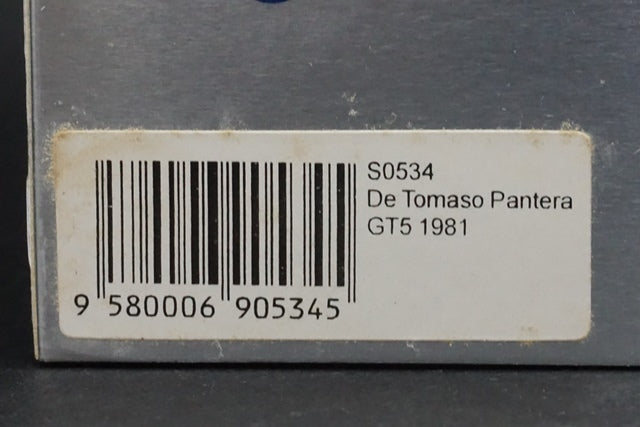 S0534
De Tomaso Pantera
GT5 1981
9 580006 905345